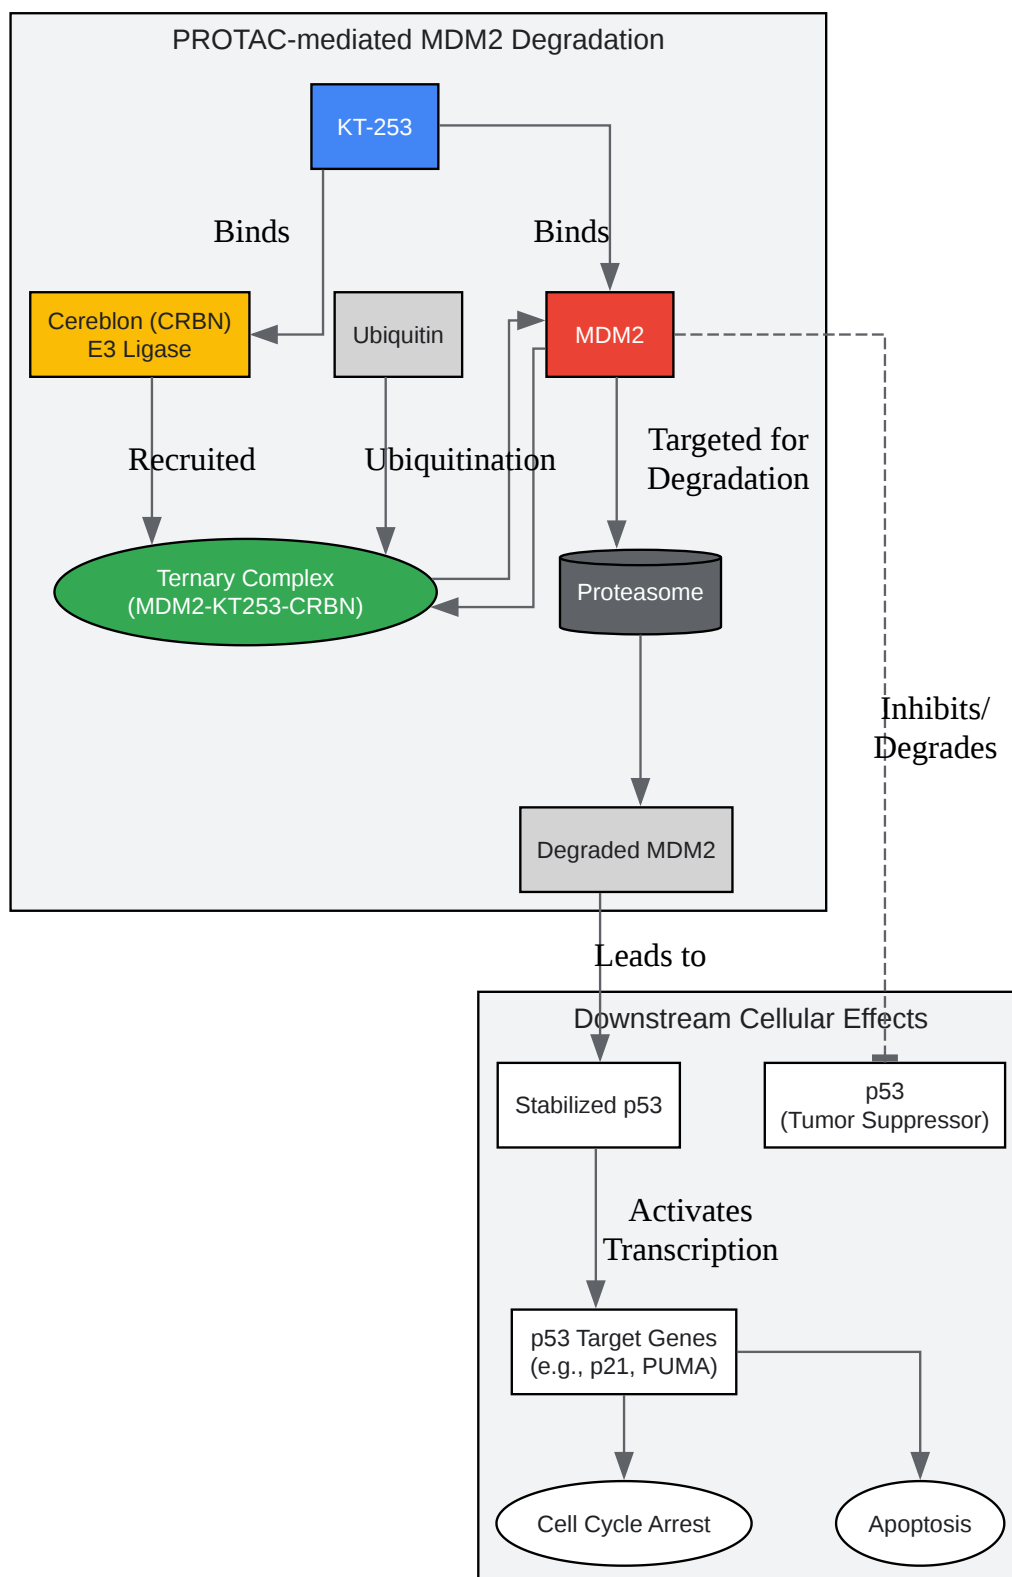 PROTAC-mediated MDM2 Degradation
KT-253
Binds
Binds
Cereblon (CRBN)
E3 Ligase
Ubiquitin
MDM2
Recruited
Ubiquitination
Targeted for
Degradation
Ternary Complex
(MDM2-KT253-CRBN)
Proteasome
Inhibits/
Degrades
Degraded MDM2
Leads to
Downstream Cellular Effects
Stabilized p53
p53
(Tumor Suppressor)
Activates
Transcription
p53 Target Genes
(e.g., p21, PUMA)
Cell Cycle Arrest
Apoptosis